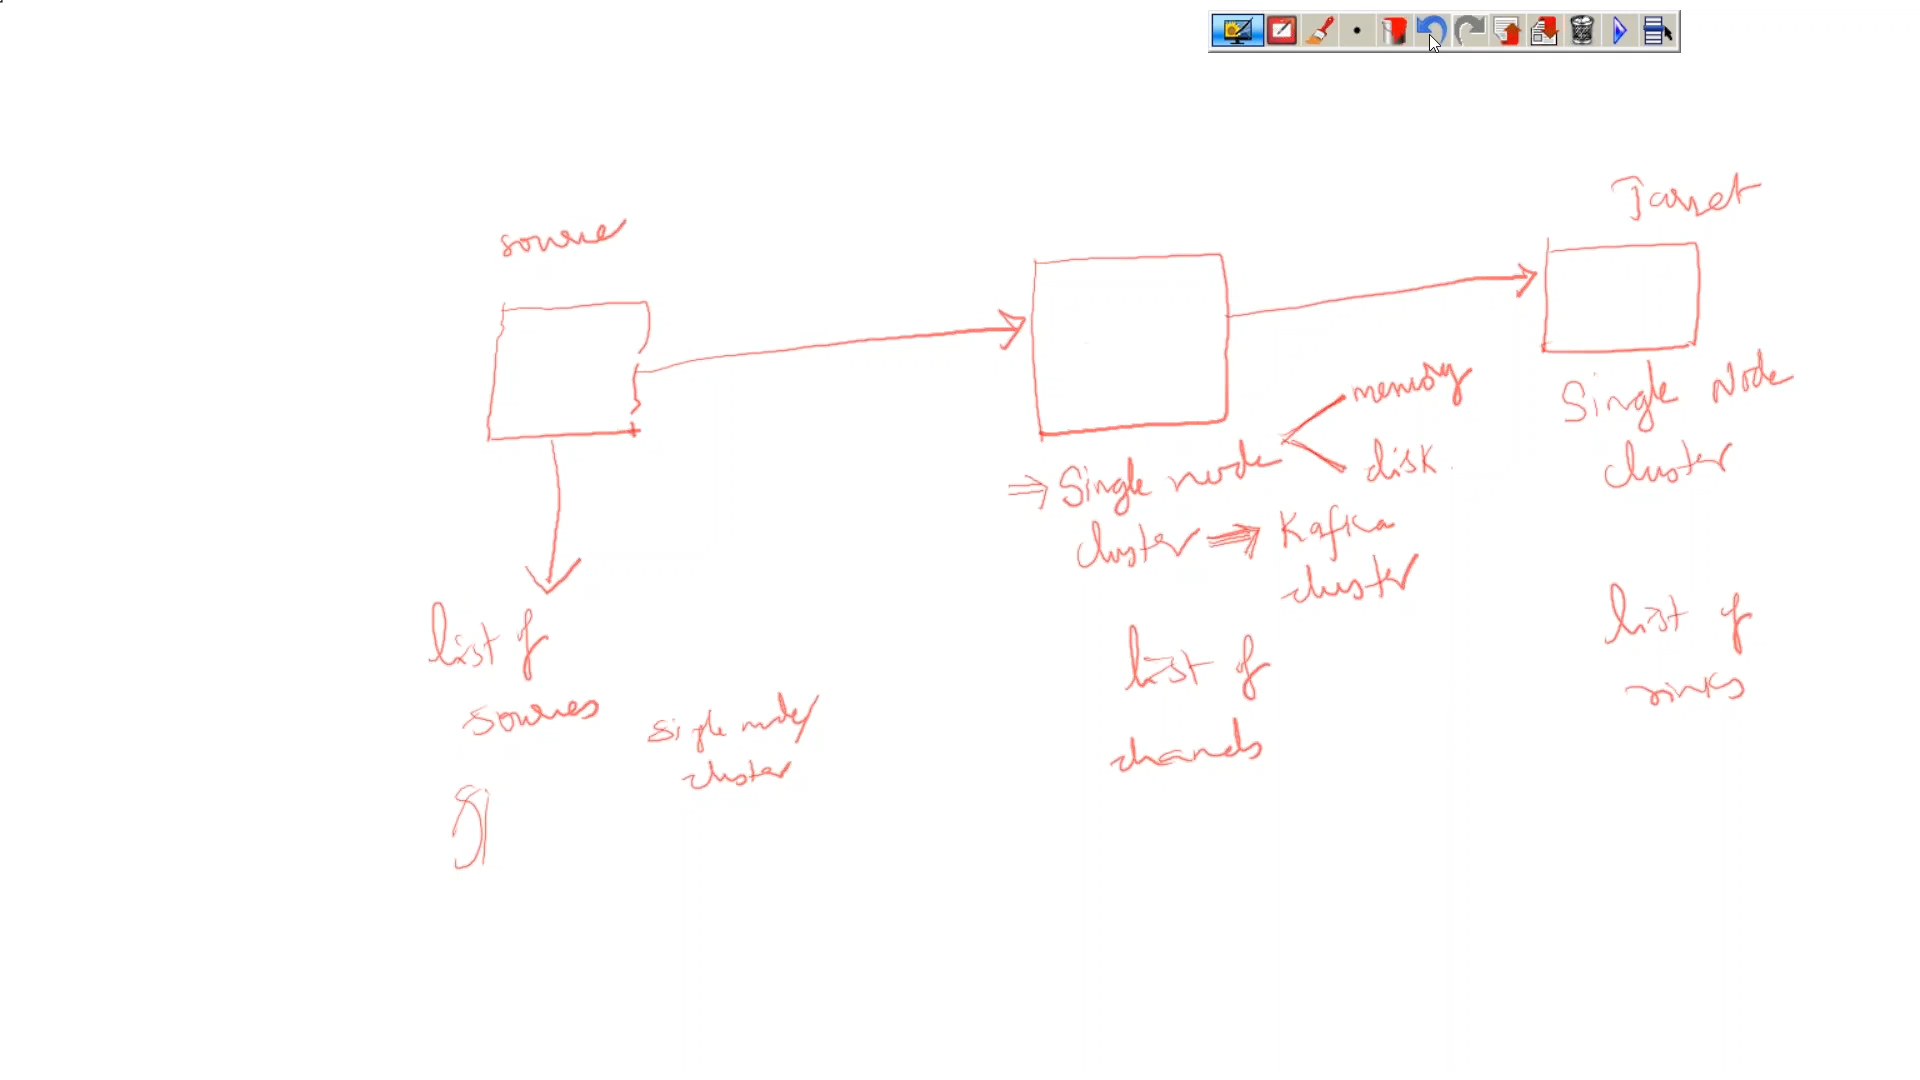 source
Target
memory
Single Node
cluster
⇒ Single node
disk
cluster ⇒ Kafka
cluster
list of
sources
single node/
cluster
list of
channels
list of
sinks